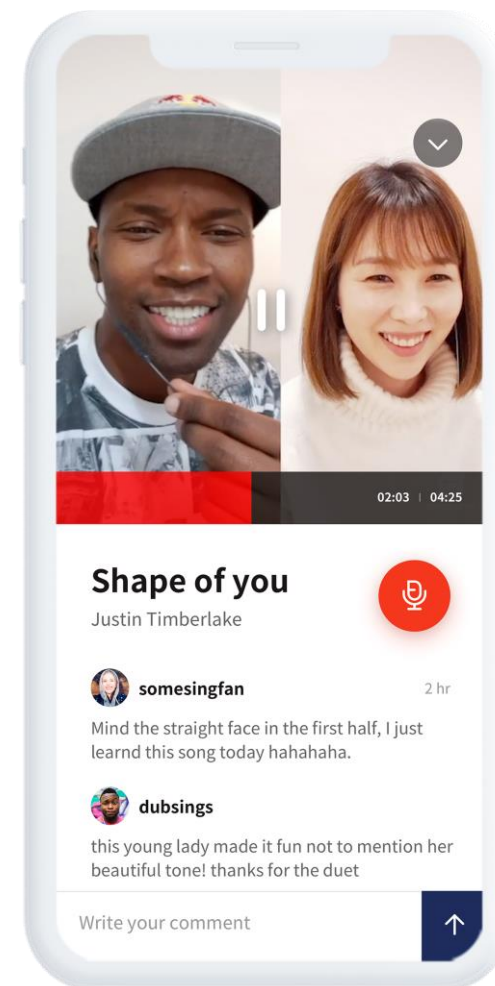 02:03 | 04:25
Shape of you
Justin Timberlake
somesingfan 2 hr
Mind the straight face in the first half, I just
learnd this song today hahahaha.
dubsings
this young lady made it fun not to mention her
beautiful tone! thanks for the duet
Write your comment